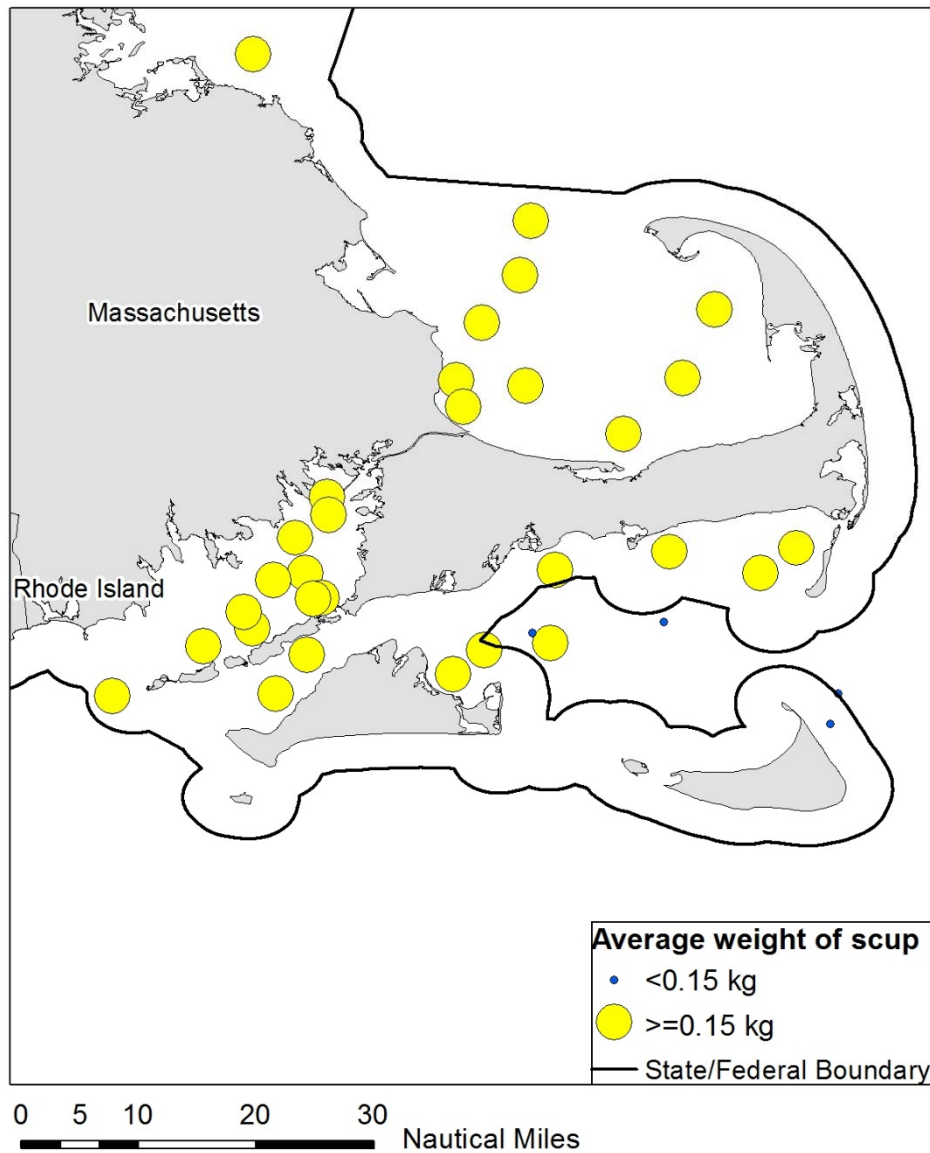 Massachusetts
Rhode Island
Average weight of scup
<0.15 kg
>=0.15 kg
State/Federal Boundary
0 5 10 20 30
Nautical Miles